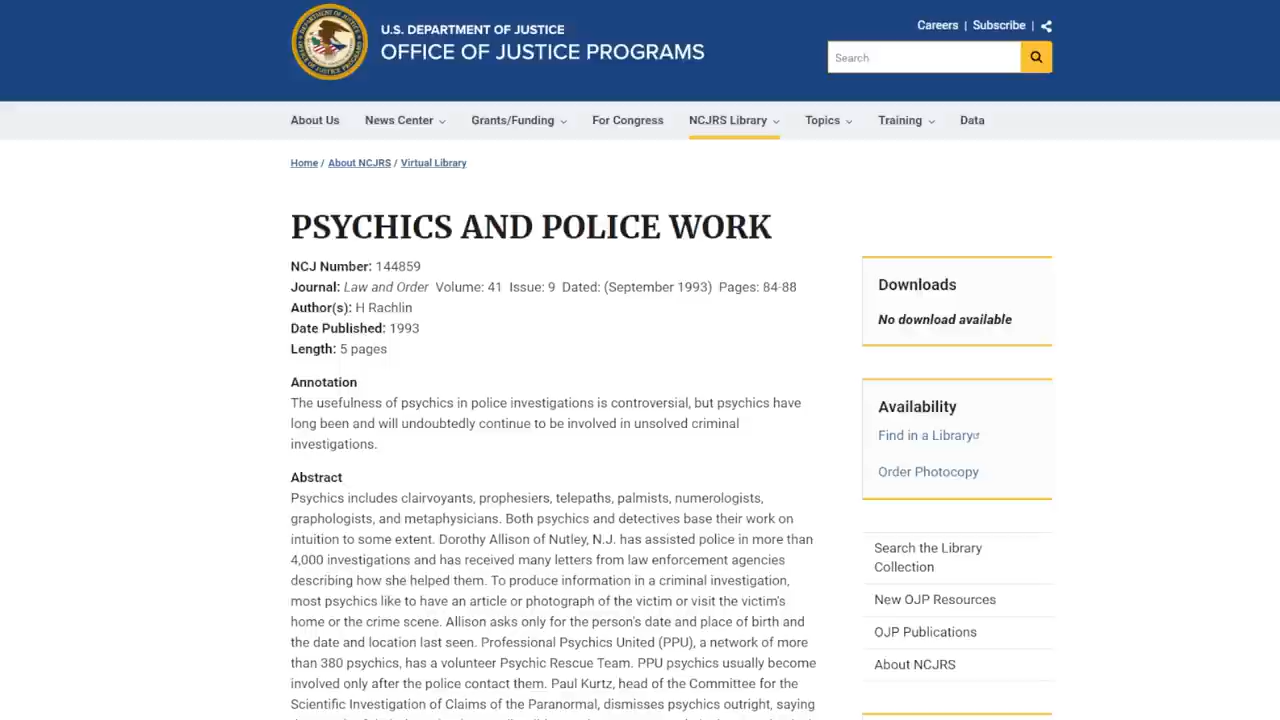 U.S. DEPARTMENT OF JUSTICE
OFFICE OF JUSTICE PROGRAMS
Careers | Subscribe |
Search
About Us News Center Grants/Funding For Congress NCJRS Library Topics Training Data
Home / About NCJRS / Virtual Library
PSYCHICS AND POLICE WORK
NCJ Number: 144859
Journal: Law and Order Volume: 41 Issue: 9 Dated: (September 1993) Pages: 84-88
Author(s): H Rachlin
Date Published: 1993
Length: 5 pages
Annotation
The usefulness of psychics in police investigations is controversial, but psychics have
long been and will undoubtedly continue to be involved in unsolved criminal
investigations.
Abstract
Psychics includes clairvoyants, prophesiers, telepaths, palmists, numerologists,
graphologists, and metaphysicians. Both psychics and detectives base their work on
intuition to some extent. Dorothy Allison of Nutley, N.J. has assisted police in more than
4,000 investigations and has received many letters from law enforcement agencies
describing how she helped them. To produce information in a criminal investigation,
most psychics like to have an article or photograph of the victim or visit the victim's
home or the crime scene. Allison asks only for the person's date and place of birth and
the date and location last seen. Professional Psychics United (PPU), a network of more
than 380 psychics, has a volunteer Psychic Rescue Team. PPU psychics usually become
involved only after the police contact them. Paul Kurtz, head of the Committee for the
Scientific Investigation of Claims of the Paranormal, dismisses psychics outright, saying
Downloads
No download available
Availability
Find in a Library
Order Photocopy
Search the Library
Collection
New OJP Resources
OJP Publications
About NCJRS